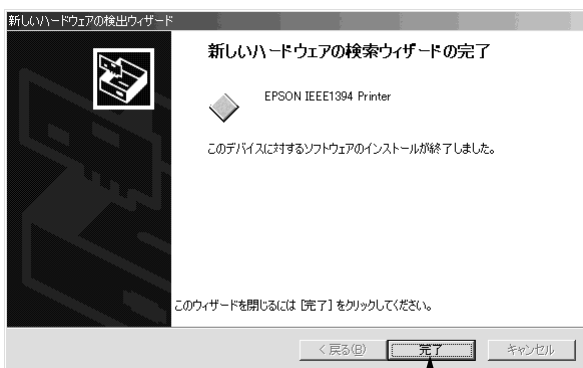 新しいハードウェアの検出ウィザード
新しいハードウェアの検索ウィザードの完了
EPSON IEEE1394 Printer
このデバイスに対するソフトウェアのインストールが終了しました。
このウィザードを閉じるには [完了] をクリックしてください。
< 戻る(B)
完了
キャンセル